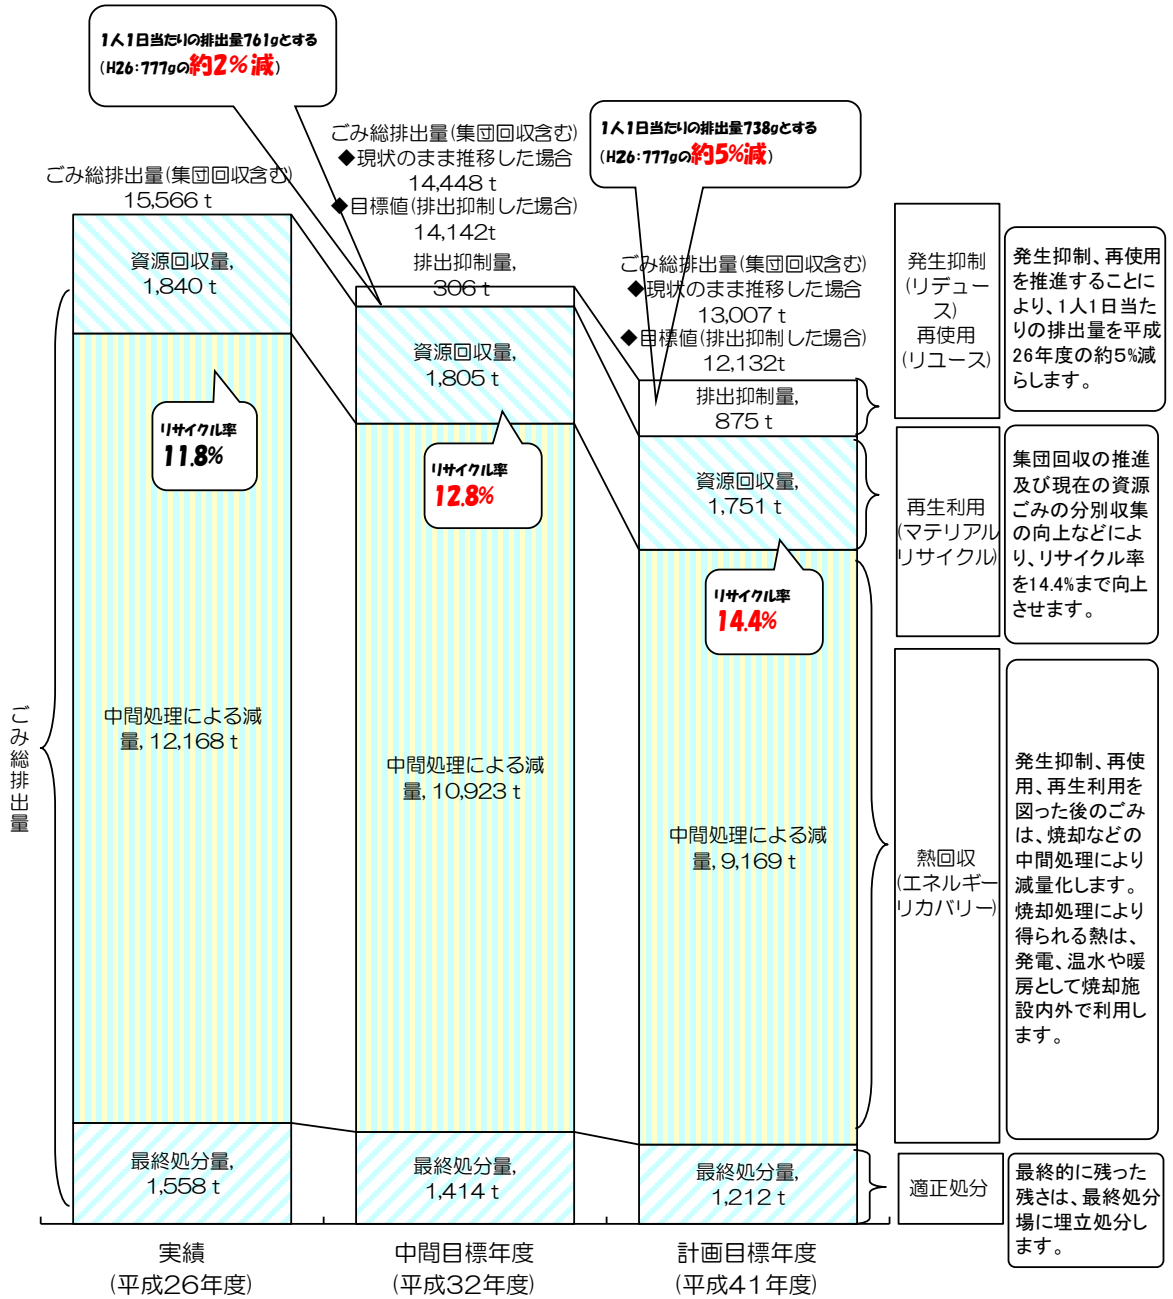 1人1日当たりの排出量761gとする
(H26:777gの約2%減)
ごみ総排出量(集団回収含む)
◆現状のまま推移した場合
14,448 t
◆目標値(排出抑制した場合)
14,142t
1人1日当たりの排出量738gとする
(H26:777gの約5%減)
ごみ総排出量(集団回収含む)
15,566 t
ごみ総排出量(集団回収含む)
◆現状のまま推移した場合
13,007 t
◆目標値(排出抑制した場合)
12,132t
資源回収量,
1,840 t
リサイクル率
11.8%
中間処理による減
量, 12,168 t
最終処分量,
1,558 t
排出抑制量,
306 t
資源回収量,
1,805 t
リサイクル率
12.8%
中間処理による減
量, 10,923 t
最終処分量,
1,414 t
排出抑制量,
875 t
資源回収量,
1,751 t
リサイクル率
14.4%
中間処理による減
量, 9,169 t
最終処分量,
1,212 t
ごみ総排出量
発生抑制
(リデュー
ス)
再使用
(リユース)
発生抑制、再使用
を推進することに
より、1人1日当た
りの排出量を平成
26年度の約5%減
らします。
再生利用
(マテリアル
リサイクル)
集団回収の推進
及び現在の資源
ごみの分別収集
の向上などによ
り、リサイクル率
を14.4%まで向上
させます。
熱回収
(エネルギー
リカバリー)
発生抑制、再使
用、再生利用を
図った後のごみ
は、焼却などの
中間処理により
減量化します。
焼却処理により
得られる熱は、
発電、温水や暖
房として焼却施
設内外で利用し
ます。
適正処分
最終的に残った
残さは、最終処分
場に埋立処分し
ます。
実績
(平成26年度)
中間目標年度
(平成32年度)
計画目標年度
(平成41年度)